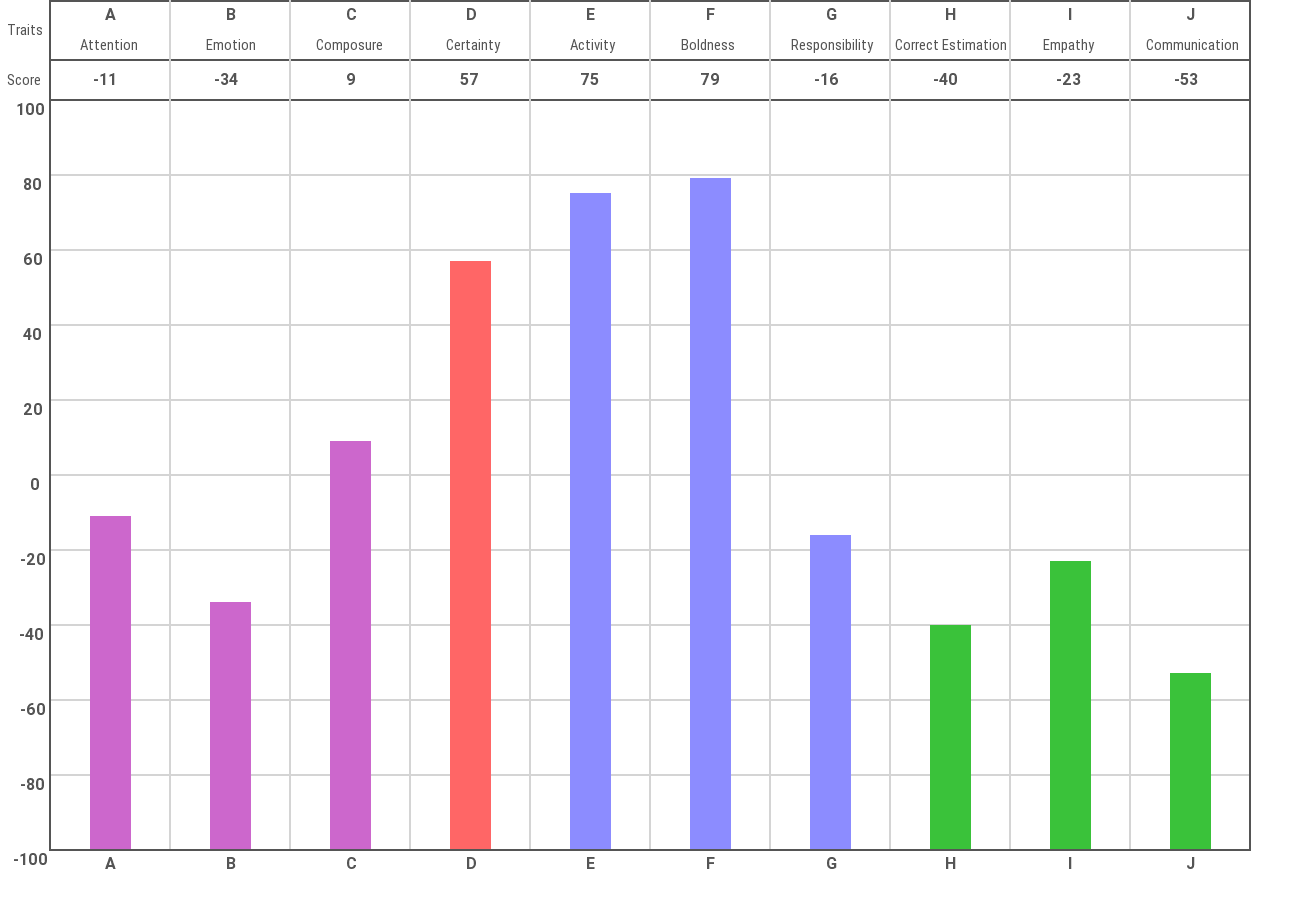 Traits A B C D E F G H I J
Attention Emotion Composure Certainty Activity Boldness Responsibility Correct Estimation Empathy Communication
Score -11 -34 9 57 75 79 -16 -40 -23 -53
100
80
60
40
20
0
-20
-40
-60
-80
-100
A B C D E F G H I J